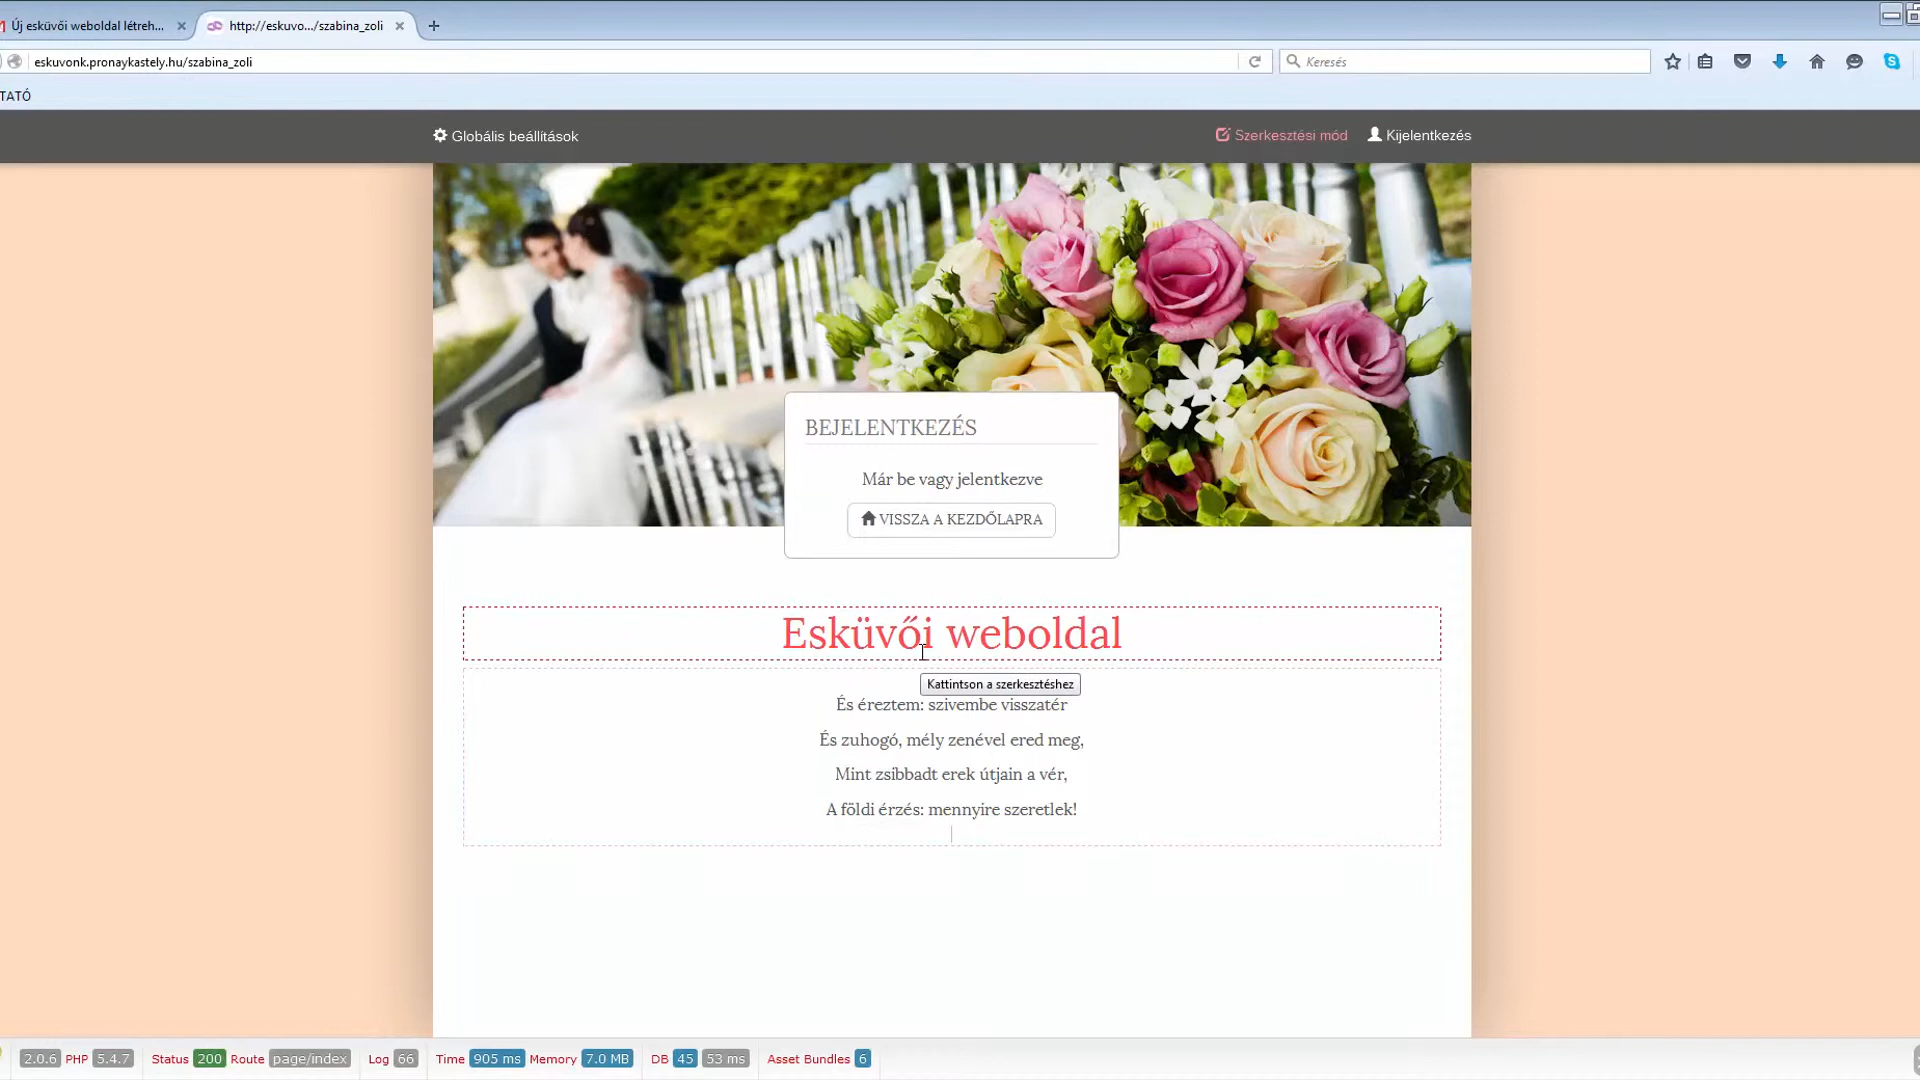 Új esküvői weboldal létreh...
http://eskuvo.../szabina_zoli
eskuvonk.pronaykastely.hu/szabina_zoli
Keresés
TATÓ
Globális beállítások
Szerkesztési mód
Kijelentkezés
BEJELENTKEZÉS
Már be vagy jelentkezve
VISSZA A KEZDŐLAPRA
Esküvői weboldal
Kattintson a szerkesztéshez
És éreztem: szivembe visszatér
És zuhogó, mély zenével ered meg,
Mint zsibbadt erek útjain a vér,
A földi érzés: mennyire szeretlek!
2.0.6 PHP 5.4.7 Status 200 Route page/index Log 66 Time 905 ms Memory 7.0 MB DB 45 53 ms Asset Bundles 6